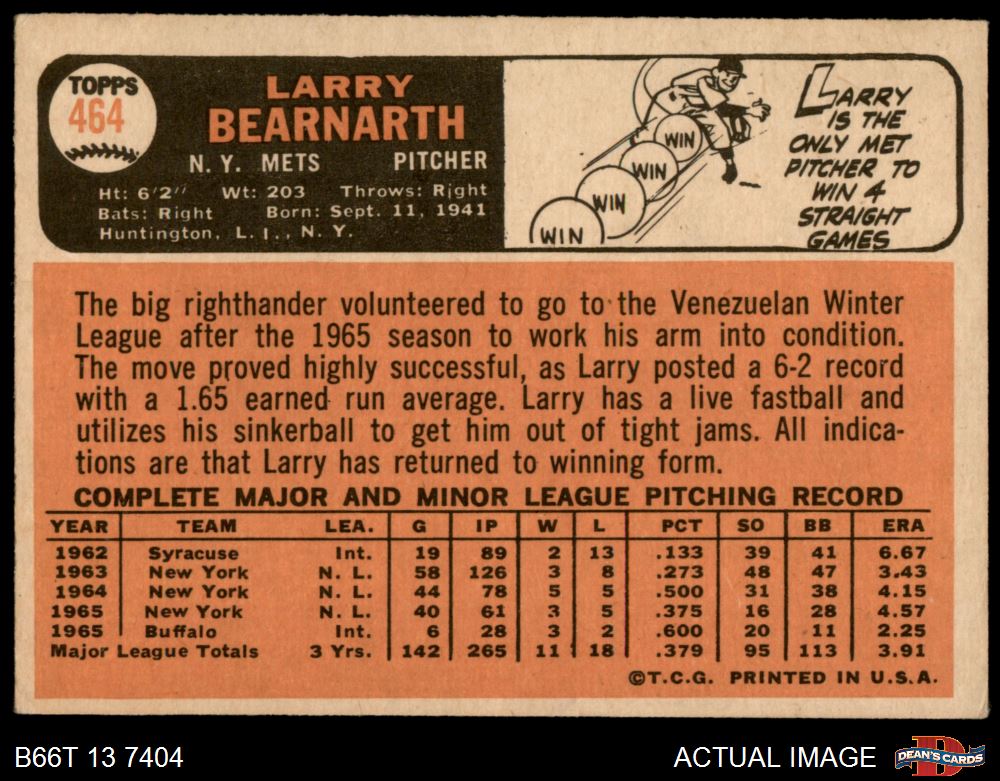 TOPPS
464
LARRY
BEARNARTH
N. Y. METS PITCHER
Ht: 6'2" Wt: 203 Throws: Right
Bats: Right Born: Sept. 11, 1941
Huntington, L. I., N. Y.
WIN
WIN
WIN
WIN
LARRY
IS THE
ONLY MET
PITCHER TO
WIN 4
STRAIGHT
GAMES
The big righthander volunteered to go to the Venezuelan Winter
League after the 1965 season to work his arm into condition.
The move proved highly successful, as Larry posted a 6-2 record
with a 1.65 earned run average. Larry has a live fastball and
utilizes his sinkerball to get him out of tight jams. All indica-
tions are that Larry has returned to winning form.
COMPLETE MAJOR AND MINOR LEAGUE PITCHING RECORD
YEAR TEAM LEA. G IP W L PCT SO BB ERA
1962 Syracuse Int. 19 89 2 13 .133 39 41 6.67
1963 New York N. L. 58 126 3 8 .273 48 47 3.43
1964 New York N. L. 44 78 5 5 .500 31 38 4.15
1965 New York N. L. 40 61 3 5 .375 16 28 4.57
1965 Buffalo Int. 6 28 3 2 .600 20 11 2.25
Major League Totals 3 Yrs. 142 265 11 18 .379 95 113 3.91
©T.C.G. PRINTED IN U.S.A.
B66T 13 7404
ACTUAL IMAGE
DEAN'S CARDS